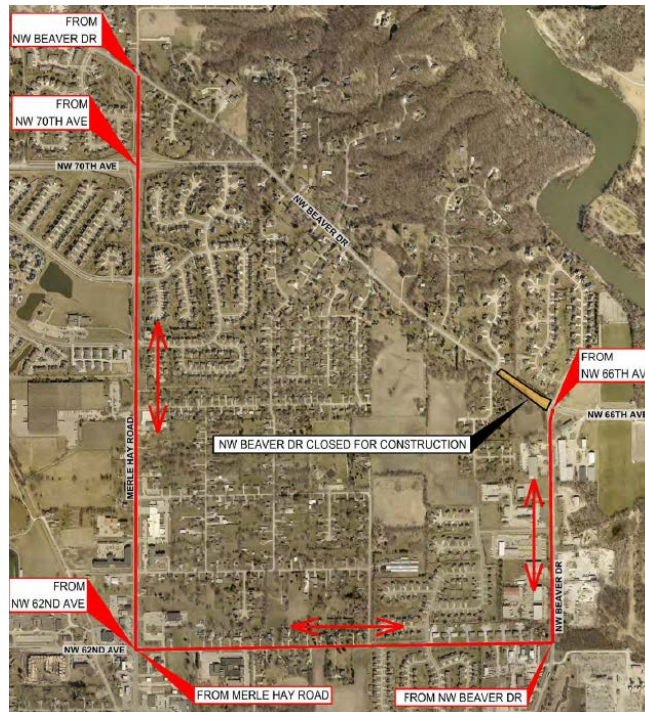 FROM
NW BEAVER DR
FROM
NW 70TH AVE
NW 70TH AVE
NW BEAVER DR
FROM
NW 66TH AV
NW 66TH AVE
NW BEAVER DR CLOSED FOR CONSTRUCTION
MERLE HAY ROAD
NW BEAVER DR
FROM
NW 62ND AVE
NW 62ND AVE
FROM MERLE HAY ROAD
FROM NW BEAVER DR